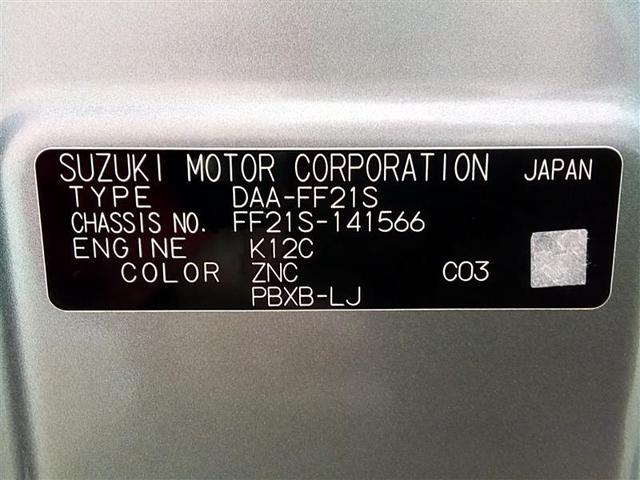 SUZUKI MOTOR CORPORATION JAPAN
TYPE DAA-FF21S
CHASSIS NO. FF21S-141566
ENGINE K12C
COLOR ZNC C03
PBXB-LJ